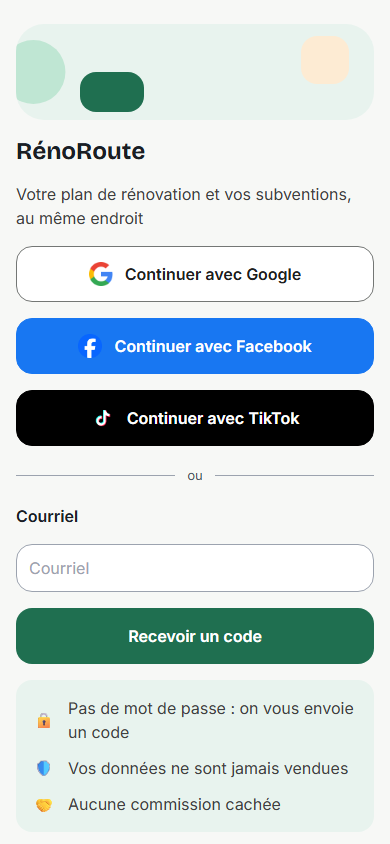 RénoRoute
Votre plan de rénovation et vos subventions,
au même endroit
Continuer avec Google
Continuer avec Facebook
Continuer avec TikTok
ou
Courriel
Courriel
Recevoir un code
Pas de mot de passe : on vous envoie
un code
Vos données ne sont jamais vendues
Aucune commission cachée